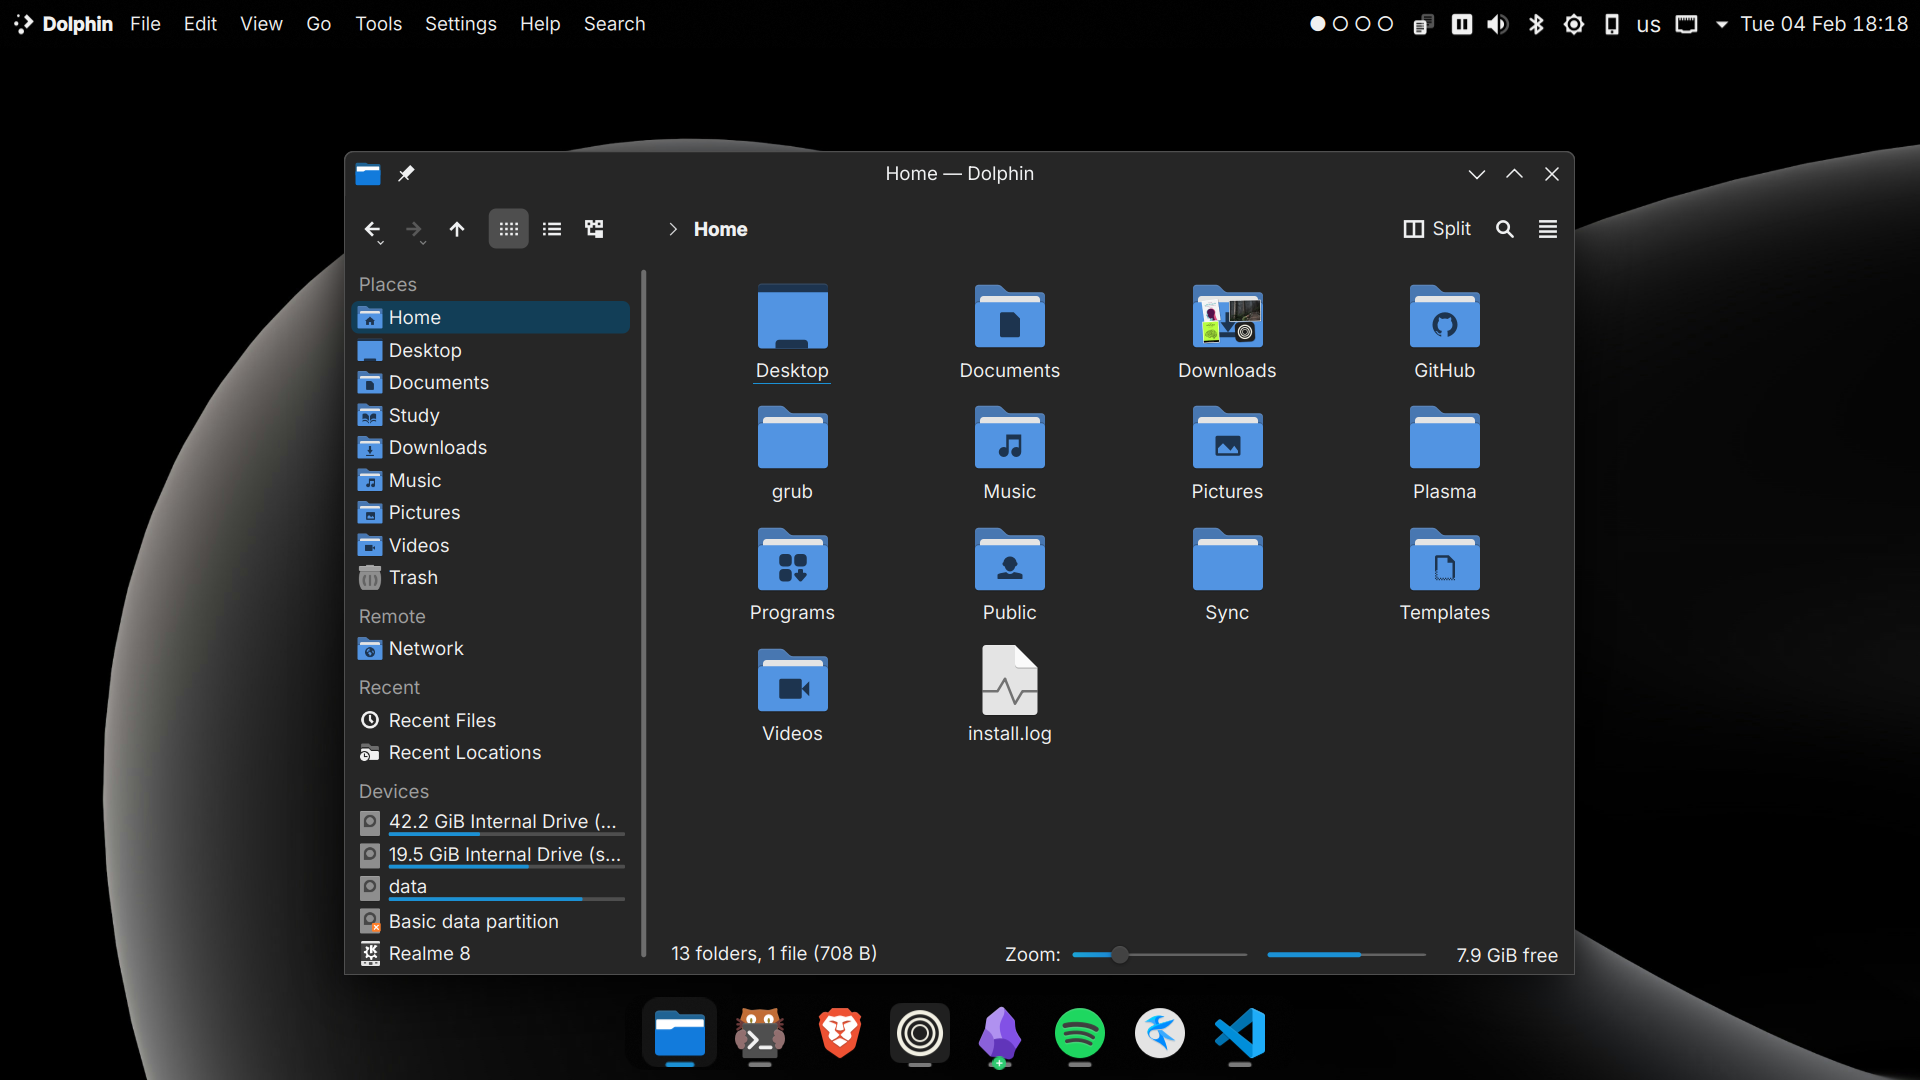 Dolphin File Edit View Go Tools Settings Help Search
us Tue 04 Feb 18:18
Home — Dolphin
Home
Split
Places
Home
Desktop
Documents
Study
Downloads
Music
Pictures
Videos
Trash
Remote
Network
Recent
Recent Files
Recent Locations
Devices
42.2 GiB Internal Drive (...
19.5 GiB Internal Drive (s...
data
Basic data partition
Realme 8
Desktop Documents Downloads GitHub
grub Music Pictures Plasma
Programs Public Sync Templates
Videos install.log
13 folders, 1 file (708 B) Zoom: 7.9 GiB free